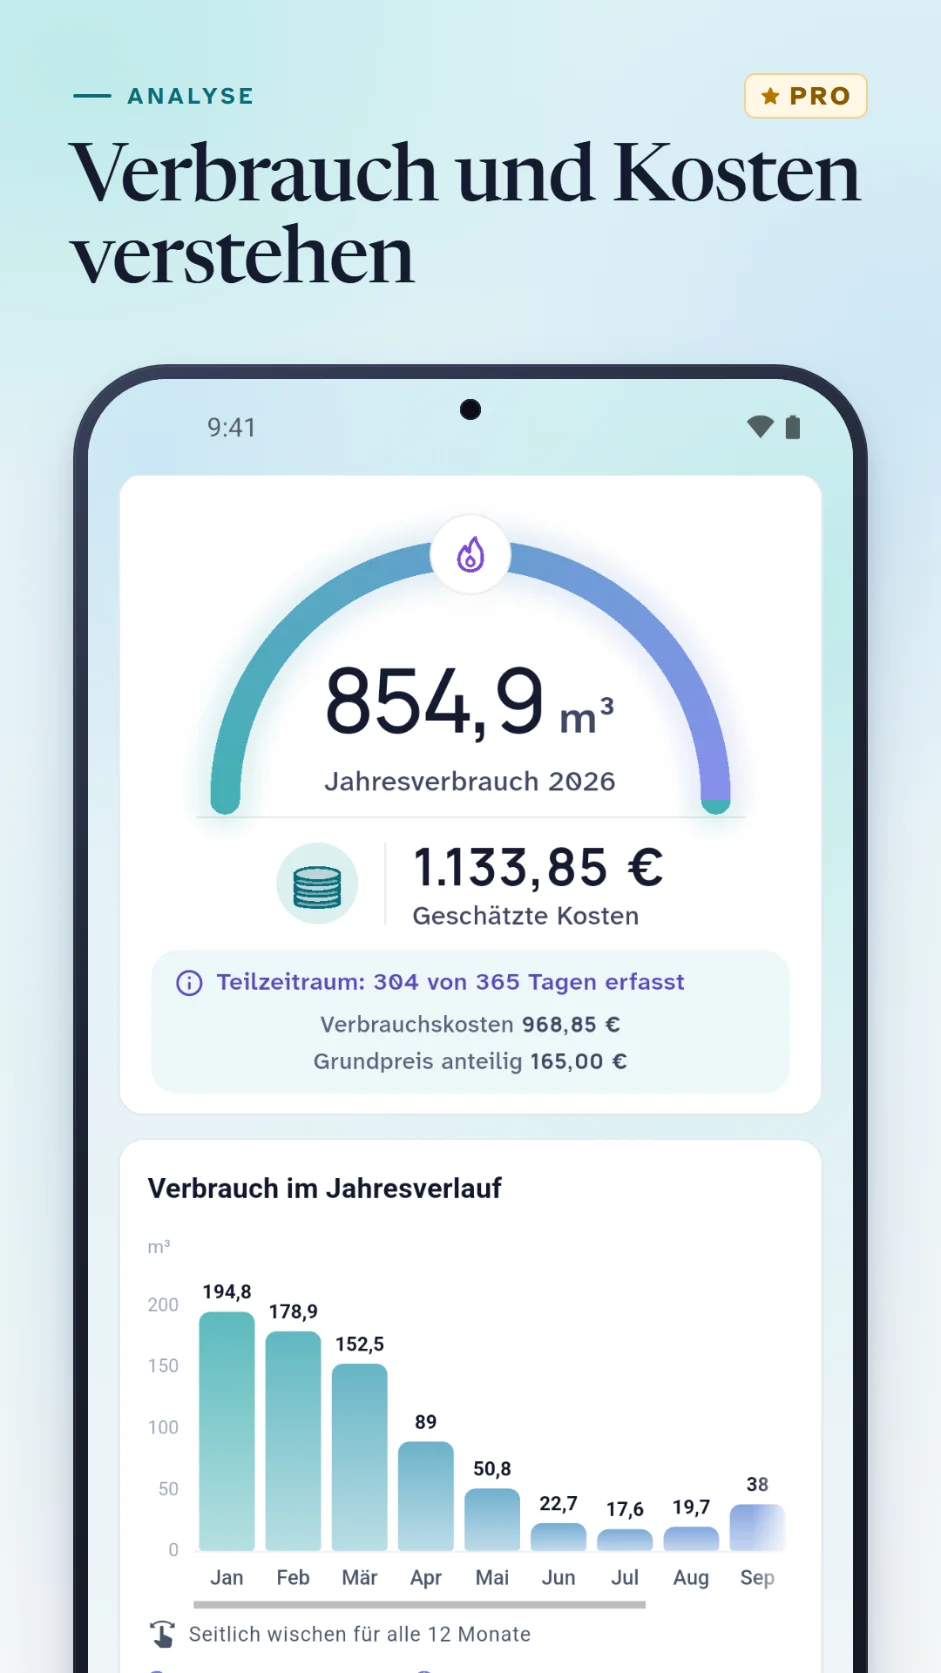 ANALYSE
PRO
Verbrauch und Kosten
verstehen
9:41
854,9 m³
Jahresverbrauch 2026
1.133,85 €
Geschätzte Kosten
Teilzeitraum: 304 von 365 Tagen erfasst
Verbrauchskosten 968,85 €
Grundpreis anteilig 165,00 €
Verbrauch im Jahresverlauf
m³
200
150
100
50
0
194,8
178,9
152,5
89
50,8
22,7
17,6
19,7
38
Jan Feb Mär Apr Mai Jun Jul Aug Sep
Seitlich wischen für alle 12 Monate